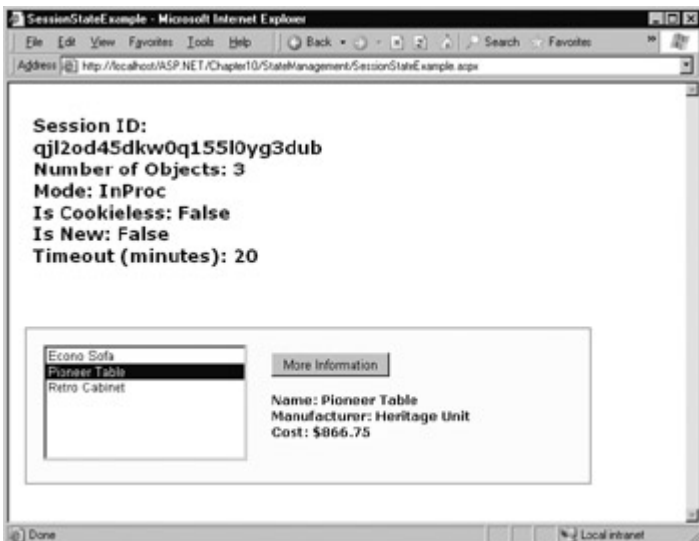 SessionStateExample - Microsoft Internet Explorer
File Edit View Favorites Tools Help Back Search Favorites »
Address http://localhost/ASP.NET/Chapter10/StateManagement/SessionStateExample.aspx
Session ID:
qjl2od45dkw0q155l0yg3dub
Number of Objects: 3
Mode: InProc
Is Cookieless: False
Is New: False
Timeout (minutes): 20
Econo Sofa
Pioneer Table
Retro Cabinet
More Information
Name: Pioneer Table
Manufacturer: Heritage Unit
Cost: $866.75
Done Local intranet